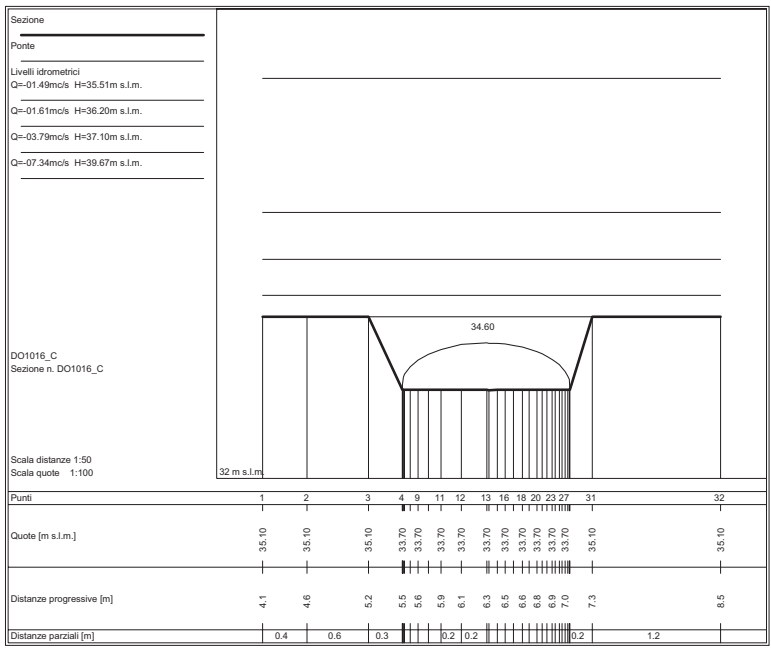 Sezione
Ponte
Livelli idrometrici
Q=-01.49mc/s H=35.51m s.l.m.
Q=-01.61mc/s H=36.20m s.l.m.
Q=-03.79mc/s H=37.10m s.l.m.
Q=-07.34mc/s H=39.67m s.l.m.
34.60
DO1016_C
Sezione n. DO1016_C
Scala distanze 1:50
Scala quote 1:100
32 m s.l.m.
Punti 1 2 3 4 9 11 12 13 16 18 20 23 27 31 32
Quote [m s.l.m.] 35.10 35.10 35.10 33.70 33.70 33.70 33.70 33.70 33.70 33.70 33.70 33.70 33.70 35.10 35.10
Distanze progressive [m] 4.1 4.6 5.2 5.5 5.6 5.9 6.1 6.3 6.5 6.6 6.8 6.9 7.0 7.3 8.5
Distanze parziali [m] 0.4 0.6 0.3 0.2 0.2 0.2 1.2